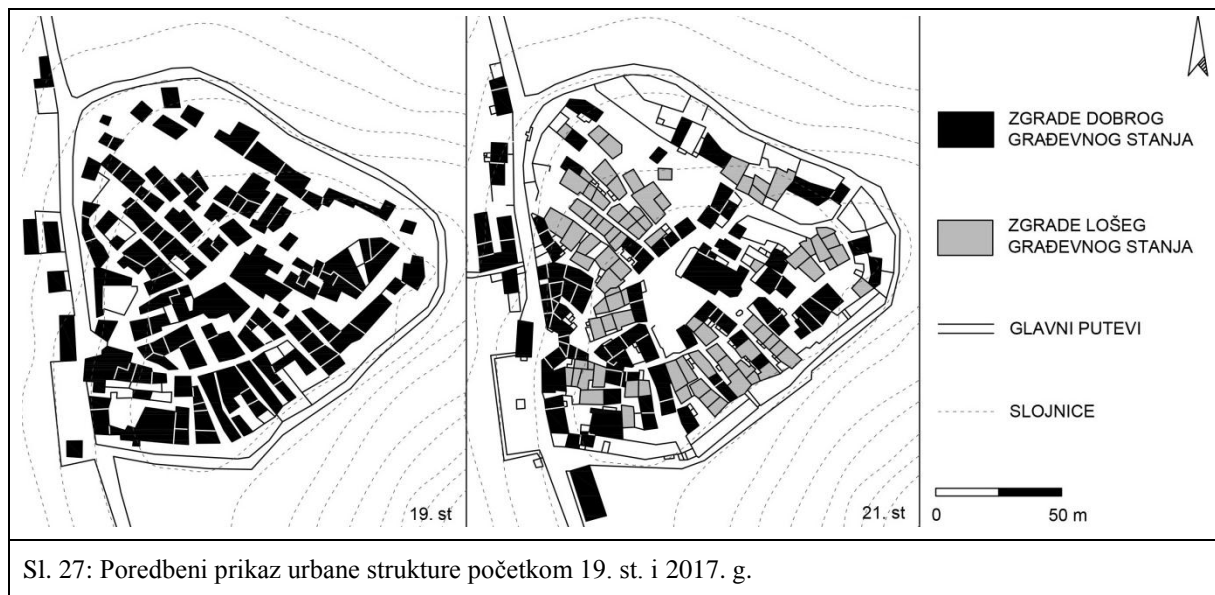 19. st
21. st
ZGRADE DOBROG
GRAĐEVNOG STANJA
ZGRADE LOŠEG
GRAĐEVNOG STANJA
GLAVNI PUTEVI
SLOJNICE
0 50 m
Sl. 27: Poredbeni prikaz urbane strukture početkom 19. st. i 2017. g.